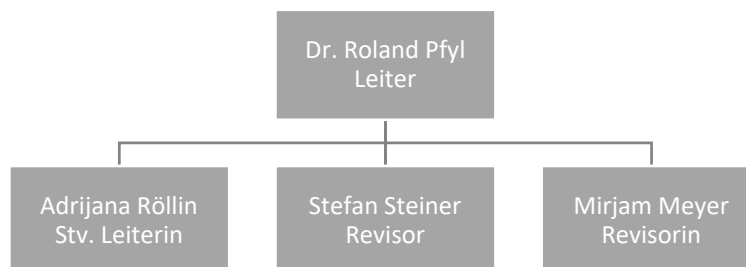 Dr. Roland Pfyl
Leiter
Adrijana Röllin
Stv. Leiterin
Stefan Steiner
Revisor
Mirjam Meyer
Revisorin